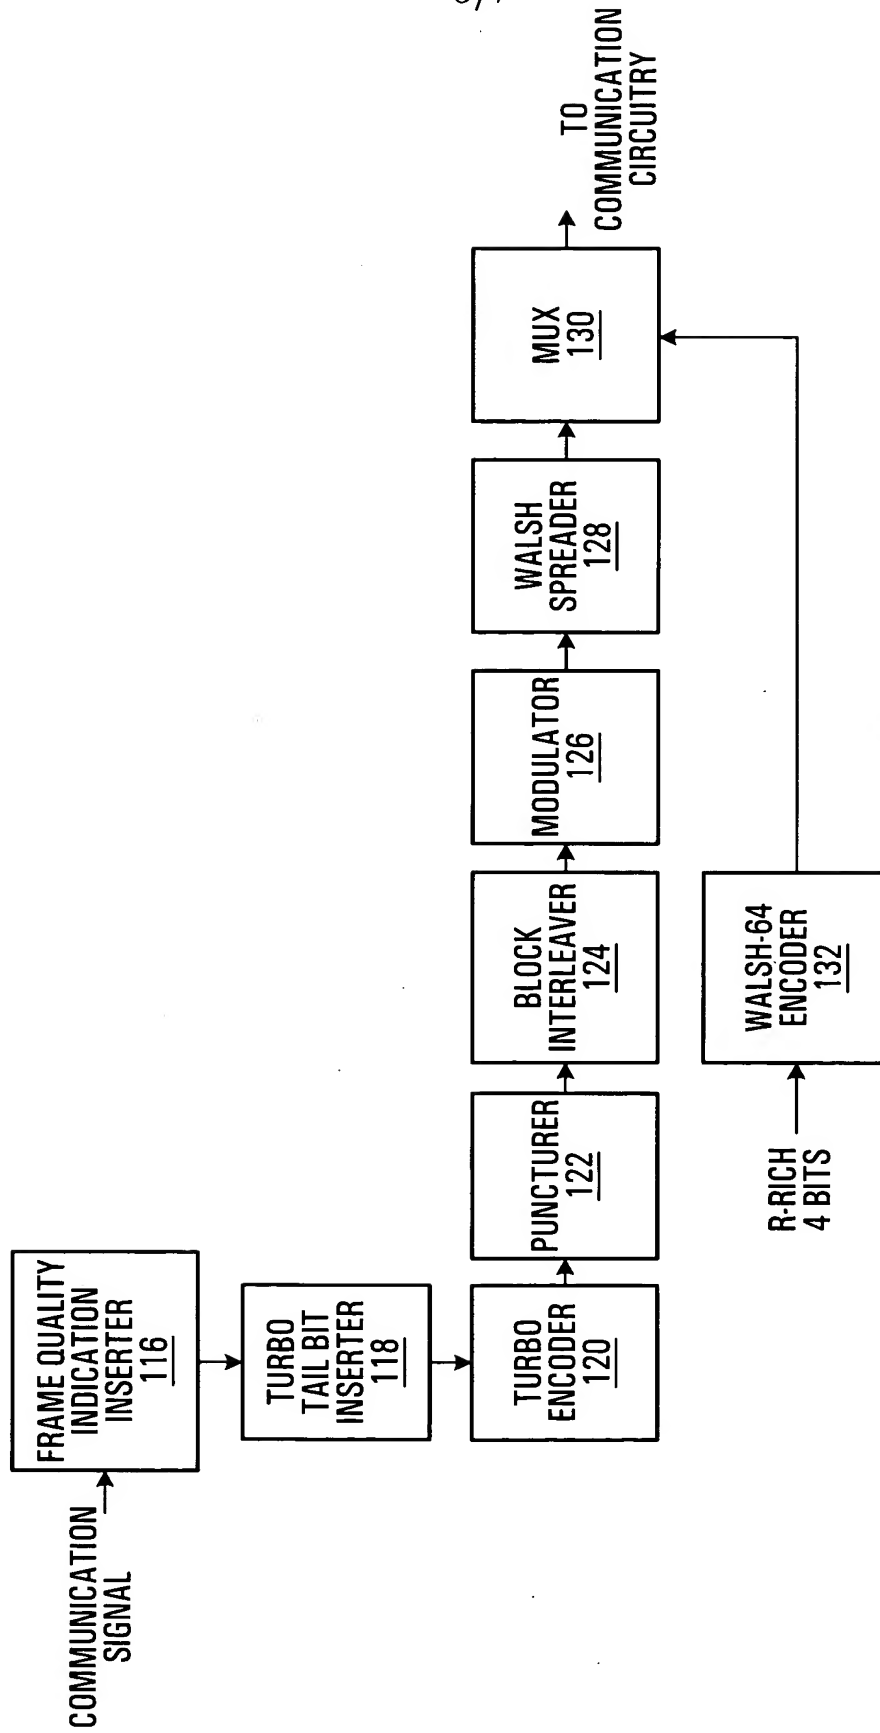 COMMUNICATION
SIGNAL
FRAME QUALITY
INDICATION
INSERTER
116
TURBO
TAIL BIT
INSERTER
118
TURBO
ENCODER
120
PUNCTURER
122
BLOCK
INTERLEAVER
124
MODULATOR
126
WALSH
SPREADER
128
MUX
130
TO
COMMUNICATION
CIRCUITRY
R-RICH
4 BITS
WALSH-64
ENCODER
132